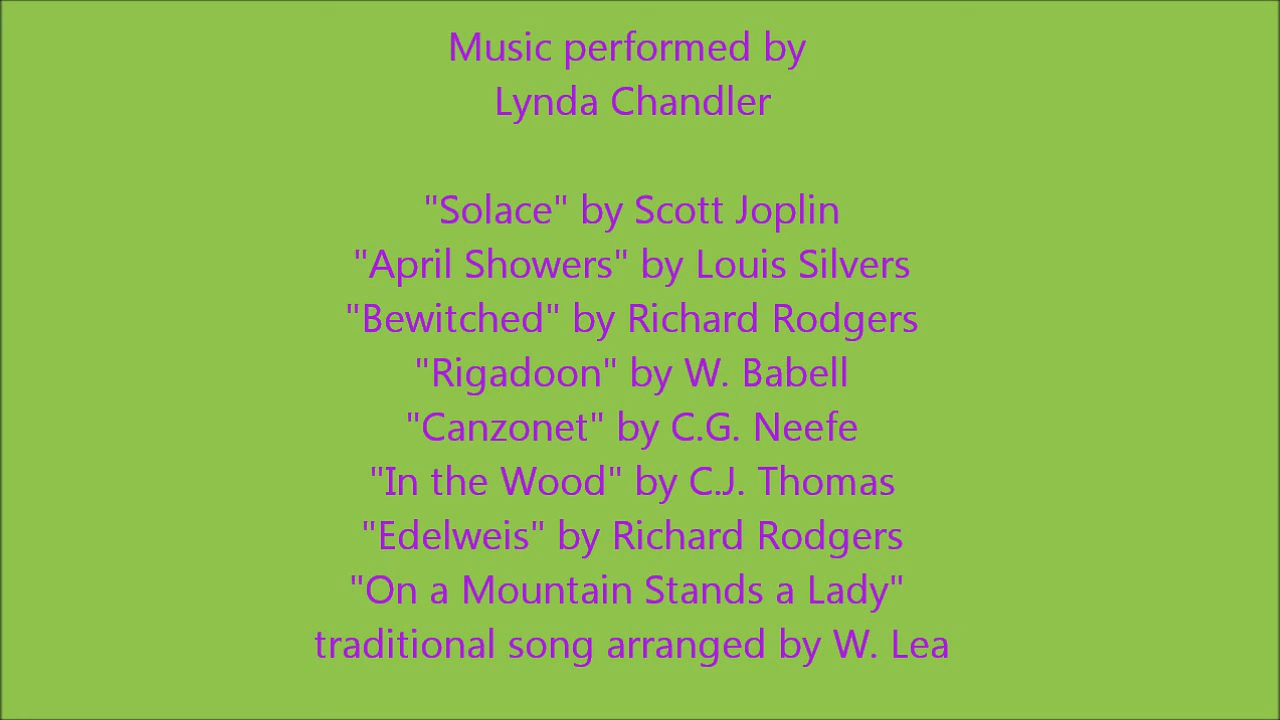 Music performed by
Lynda Chandler
"Solace" by Scott Joplin
"April Showers" by Louis Silvers
"Bewitched" by Richard Rodgers
"Rigadoon" by W. Babell
"Canzonet" by C.G. Neefe
"In the Wood" by C.J. Thomas
"Edelweis" by Richard Rodgers
"On a Mountain Stands a Lady"
traditional song arranged by W. Lea